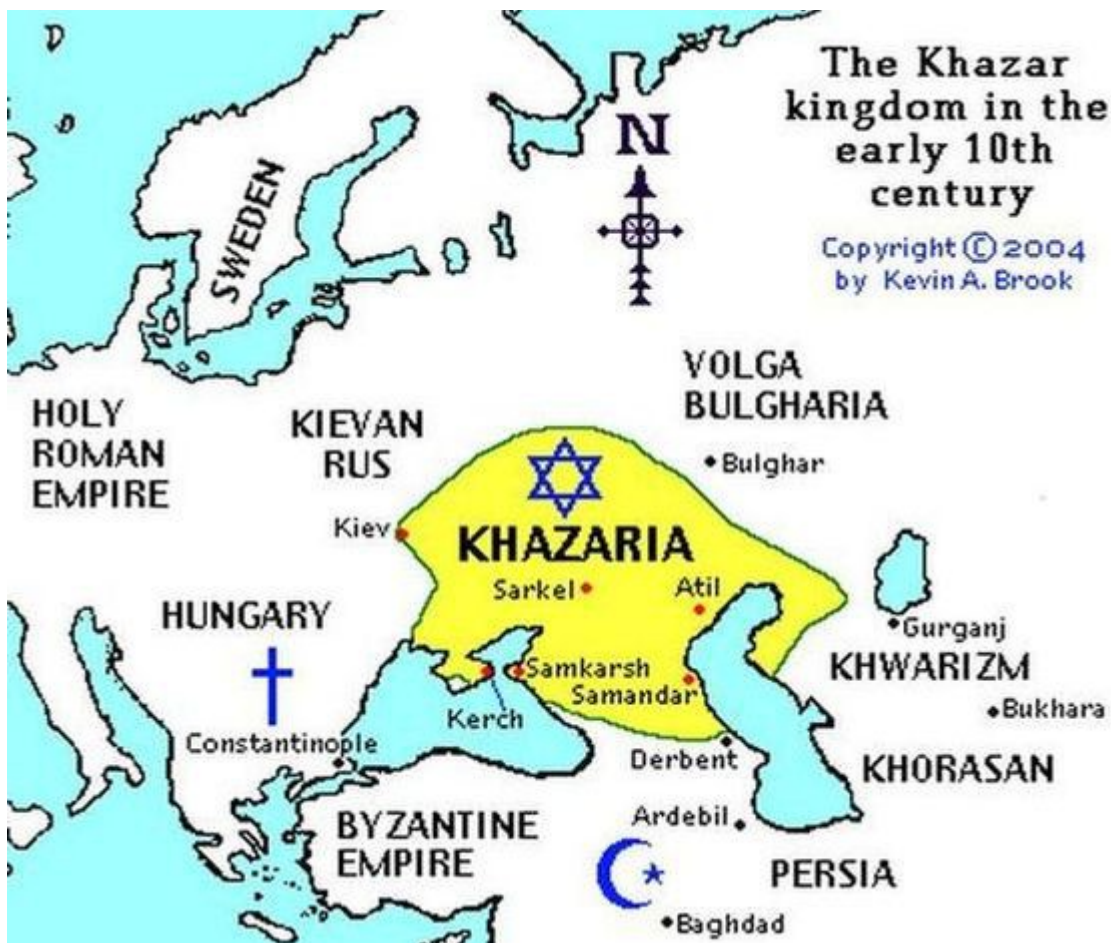 The Khazar
kingdom in the
early 10th
century
Copyright © 2004
by Kevin A. Brook
N
SWEDEN
VOLGA
BULGHARIA
HOLY
ROMAN
EMPIRE
KIEVAN
RUS
Bulghar
Kiev
KHAZARIA
Sarkel
Atil
HUNGARY
Gurganj
KHWARIZM
Samkarsh
Samandar
Kerch
Bukhara
Constantinople
Derbent
KHORASAN
Ardebil
BYZANTINE
EMPIRE
PERSIA
Baghdad